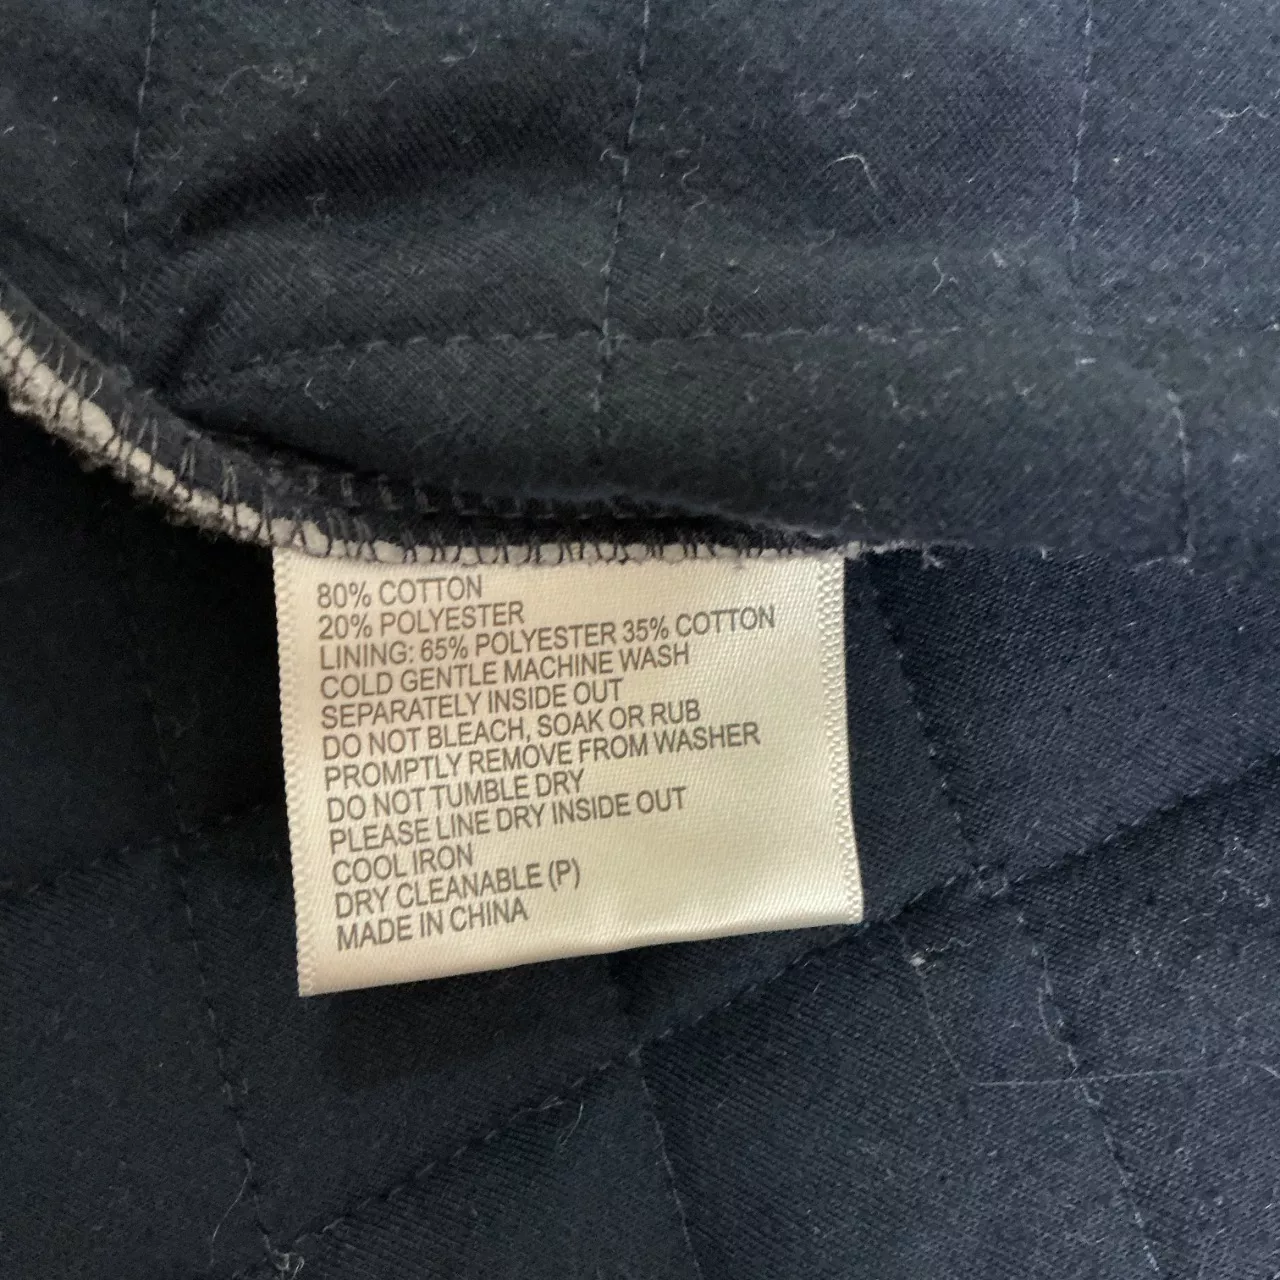 80% COTTON
20% POLYESTER
LINING: 65% POLYESTER 35% COTTON
COLD GENTLE MACHINE WASH
SEPARATELY INSIDE OUT
DO NOT BLEACH, SOAK OR RUB
PROMPTLY REMOVE FROM WASHER
DO NOT TUMBLE DRY
PLEASE LINE DRY INSIDE OUT
COOL IRON
DRY CLEANABLE (P)
MADE IN CHINA